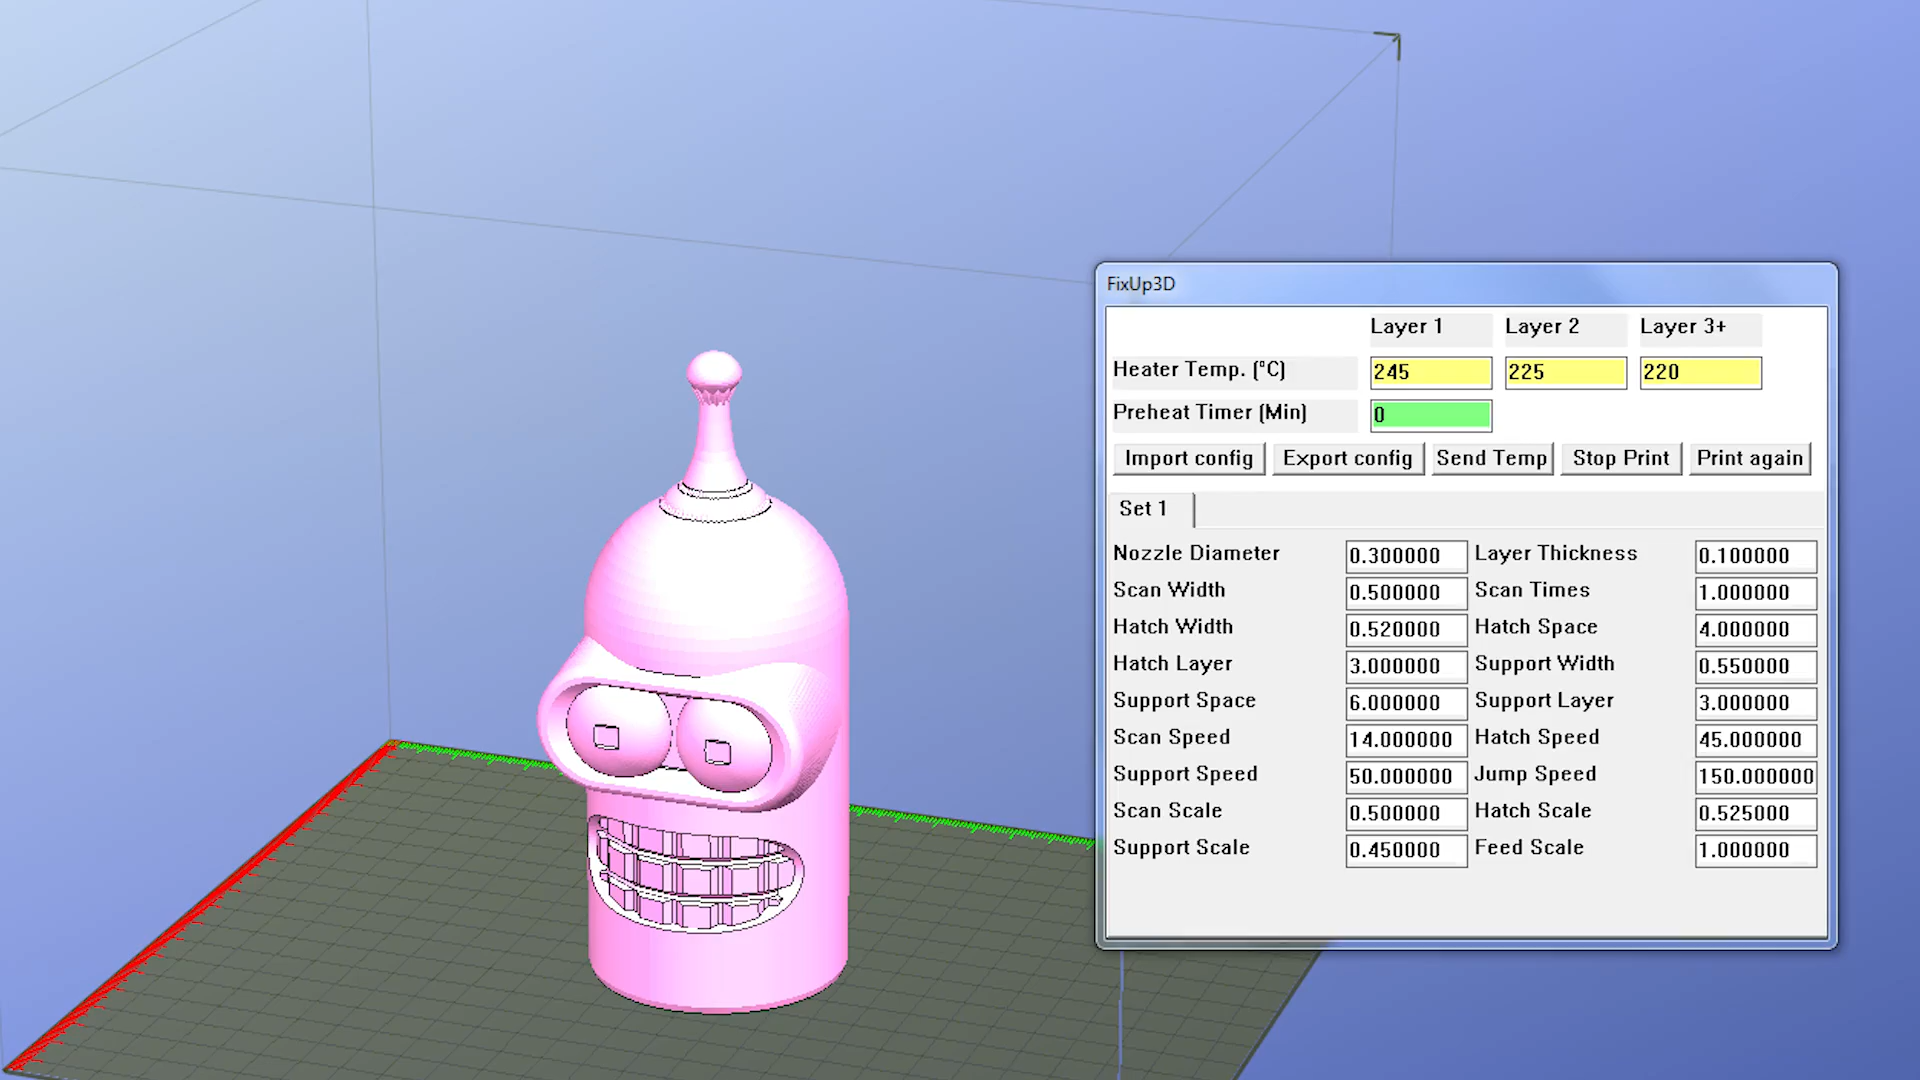 FixUp3D
Layer 1 Layer 2 Layer 3+
Heater Temp. (°C) 245 225 220
Preheat Timer (Min) 0
Import config Export config Send Temp Stop Print Print again
Set 1
Nozzle Diameter 0.300000 Layer Thickness 0.100000
Scan Width 0.500000 Scan Times 1.000000
Hatch Width 0.520000 Hatch Space 4.000000
Hatch Layer 3.000000 Support Width 0.550000
Support Space 6.000000 Support Layer 3.000000
Scan Speed 14.000000 Hatch Speed 45.000000
Support Speed 50.000000 Jump Speed 150.000000
Scan Scale 0.500000 Hatch Scale 0.525000
Support Scale 0.450000 Feed Scale 1.000000